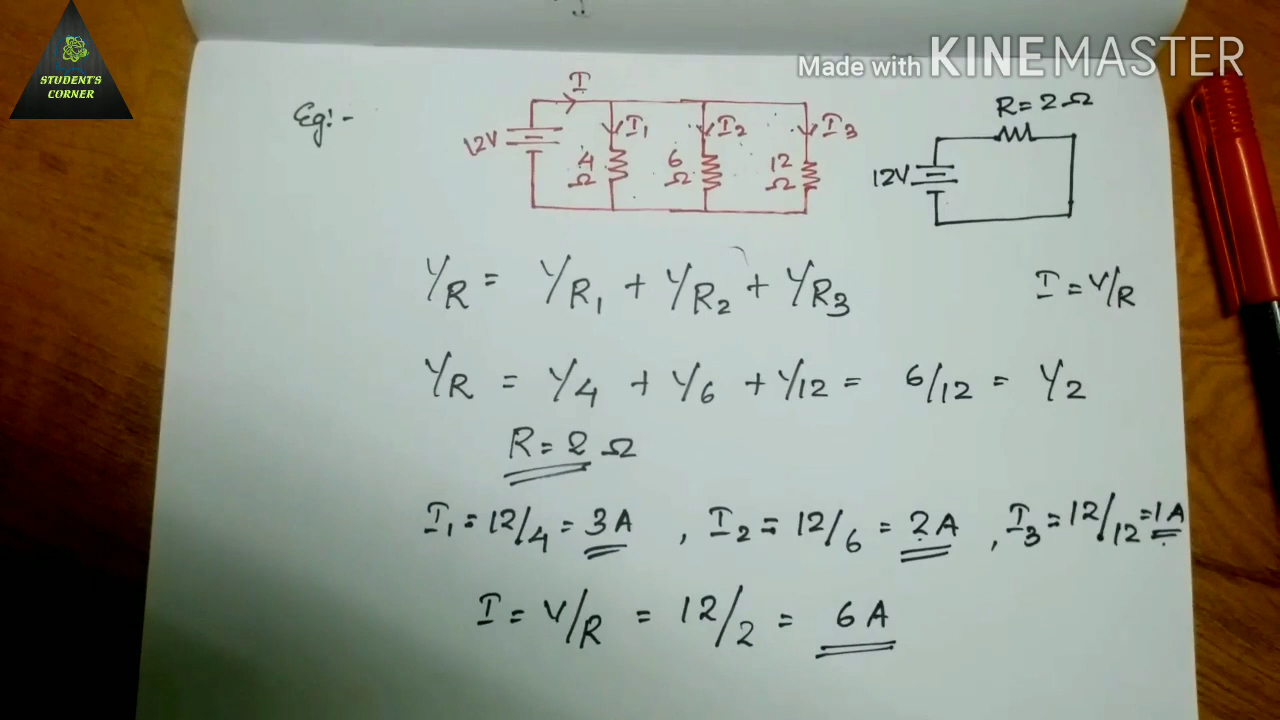 STUDENT'S
CORNER
Made with KINEMASTER
Eg:-
I
12V
I1
I2
I3
4 Ω
6 Ω
12 Ω
R=2Ω
12V
1/R = 1/R1 + 1/R2 + 1/R3
I = V/R
1/R = 1/4 + 1/6 + 1/12 = 6/12 = 1/2
R=2 Ω
I1 = 12/4 = 3A , I2 = 12/6 = 2A , I3 = 12/12 = 1A
I = V/R = 12/2 = 6A